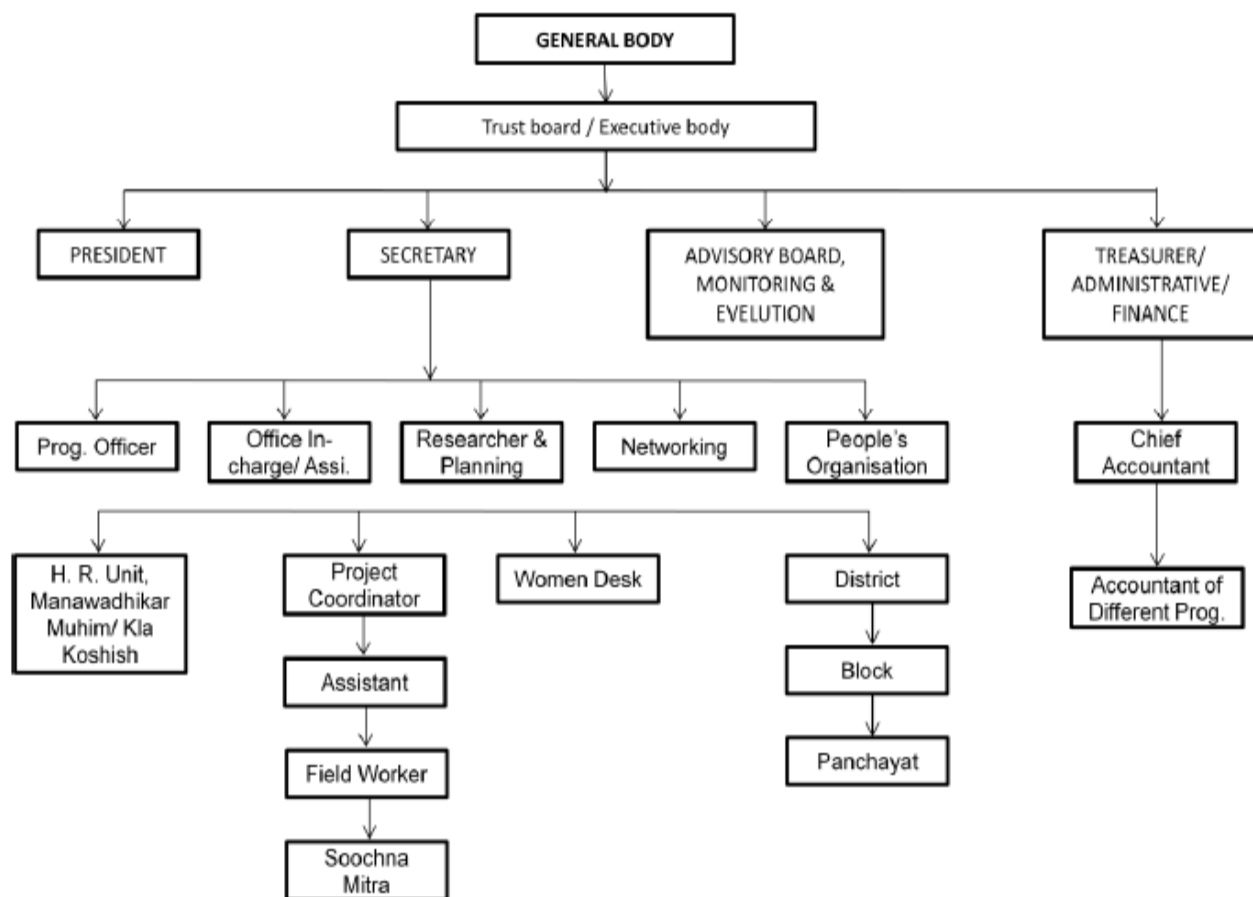 GENERAL BODY
Trust board / Executive body
PRESIDENT
SECRETARY
ADVISORY BOARD,
MONITORING &
EVELUTION
TREASURER/
ADMINISTRATIVE/
FINANCE
Prog. Officer
Office In-
charge/ Assi.
Researcher &
Planning
Networking
People's
Organisation
Chief
Accountant
H. R. Unit,
Manawadhikar
Muhim/ Kla
Koshish
Project
Coordinator
Women Desk
District
Accountant of
Different Prog.
Assistant
Block
Field Worker
Panchayat
Soochna
Mitra